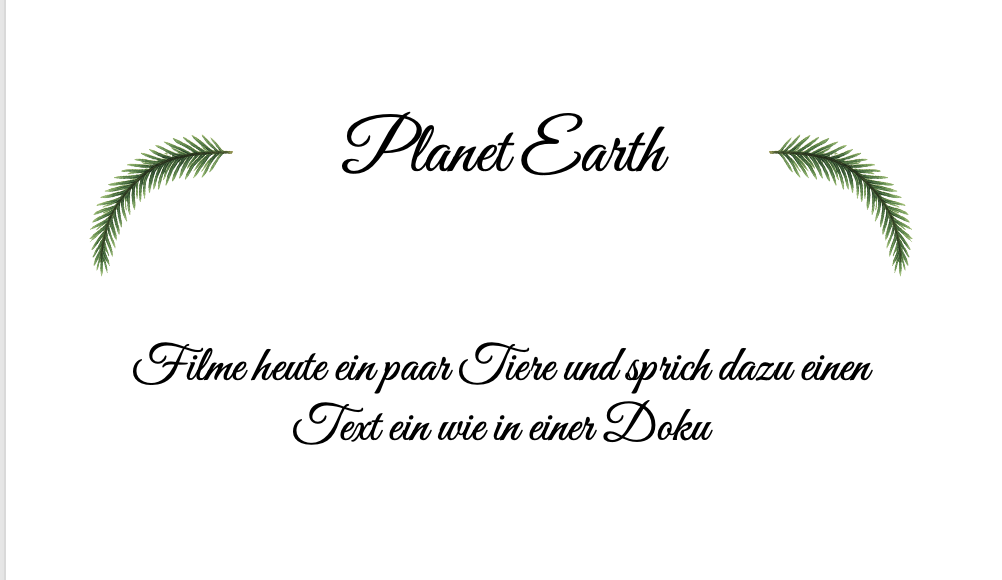 Planet Earth
Filme heute ein paar Tiere und sprich dazu einen
Text ein wie in einer Doku